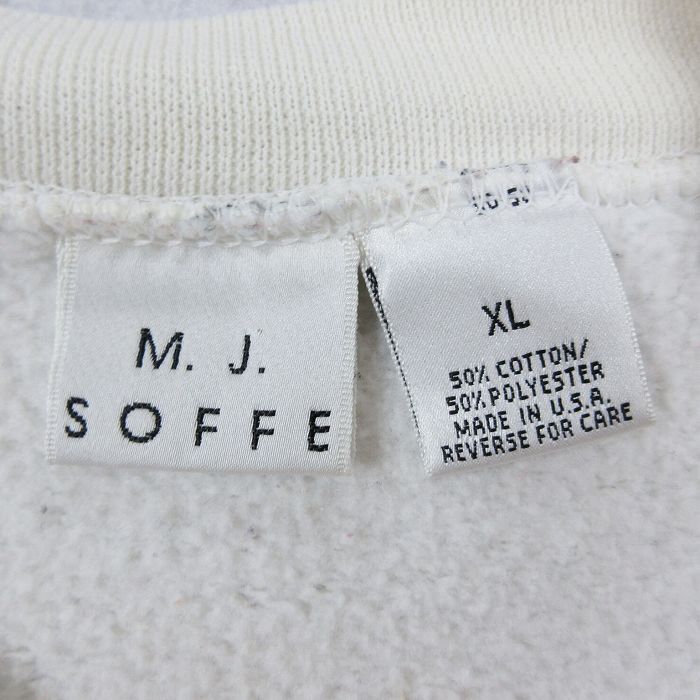 M. J.
SOFFE
XL
50% COTTON/
50% POLYESTER
MADE IN U.S.A.
REVERSE FOR CARE